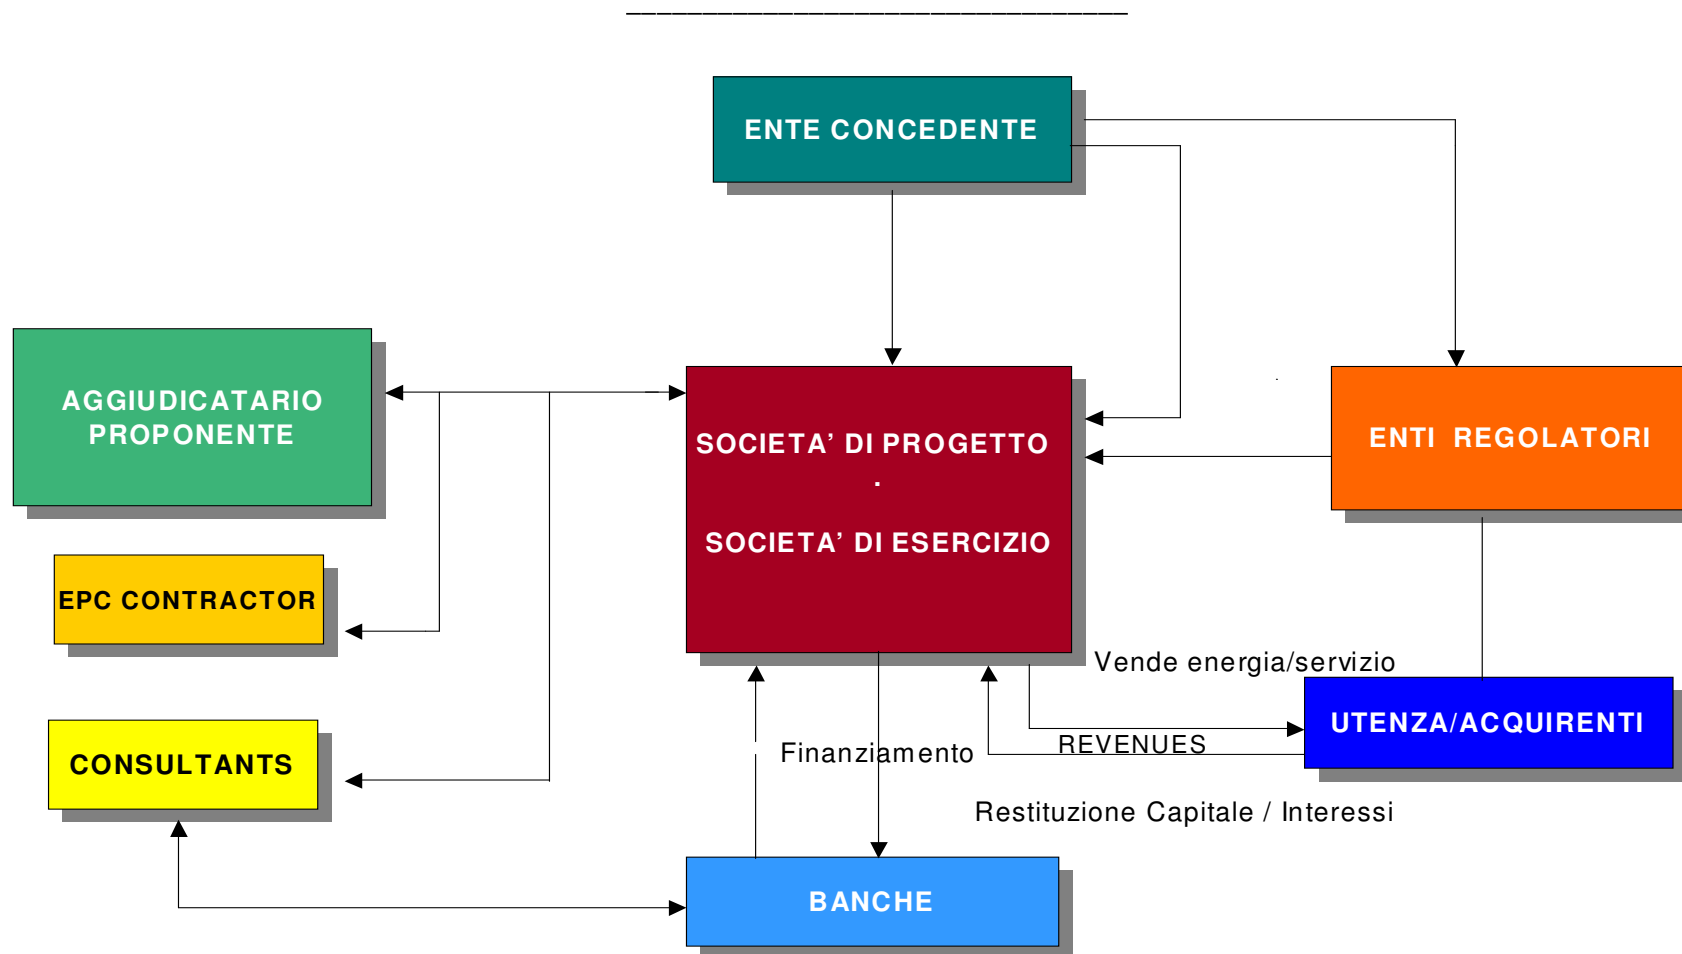 ENTE CONCEDENTE
AGGIUDICATARIO
PROPONENTE
SOCIETA’ DI PROGETTO
.
SOCIETA’ DI ESERCIZIO
ENTI REGOLATORI
EPC CONTRACTOR
Vende energia/servizio
UTENZA/ACQUIRENTI
REVENUES
CONSULTANTS
Finanziamento
Restituzione Capitale / Interessi
BANCHE